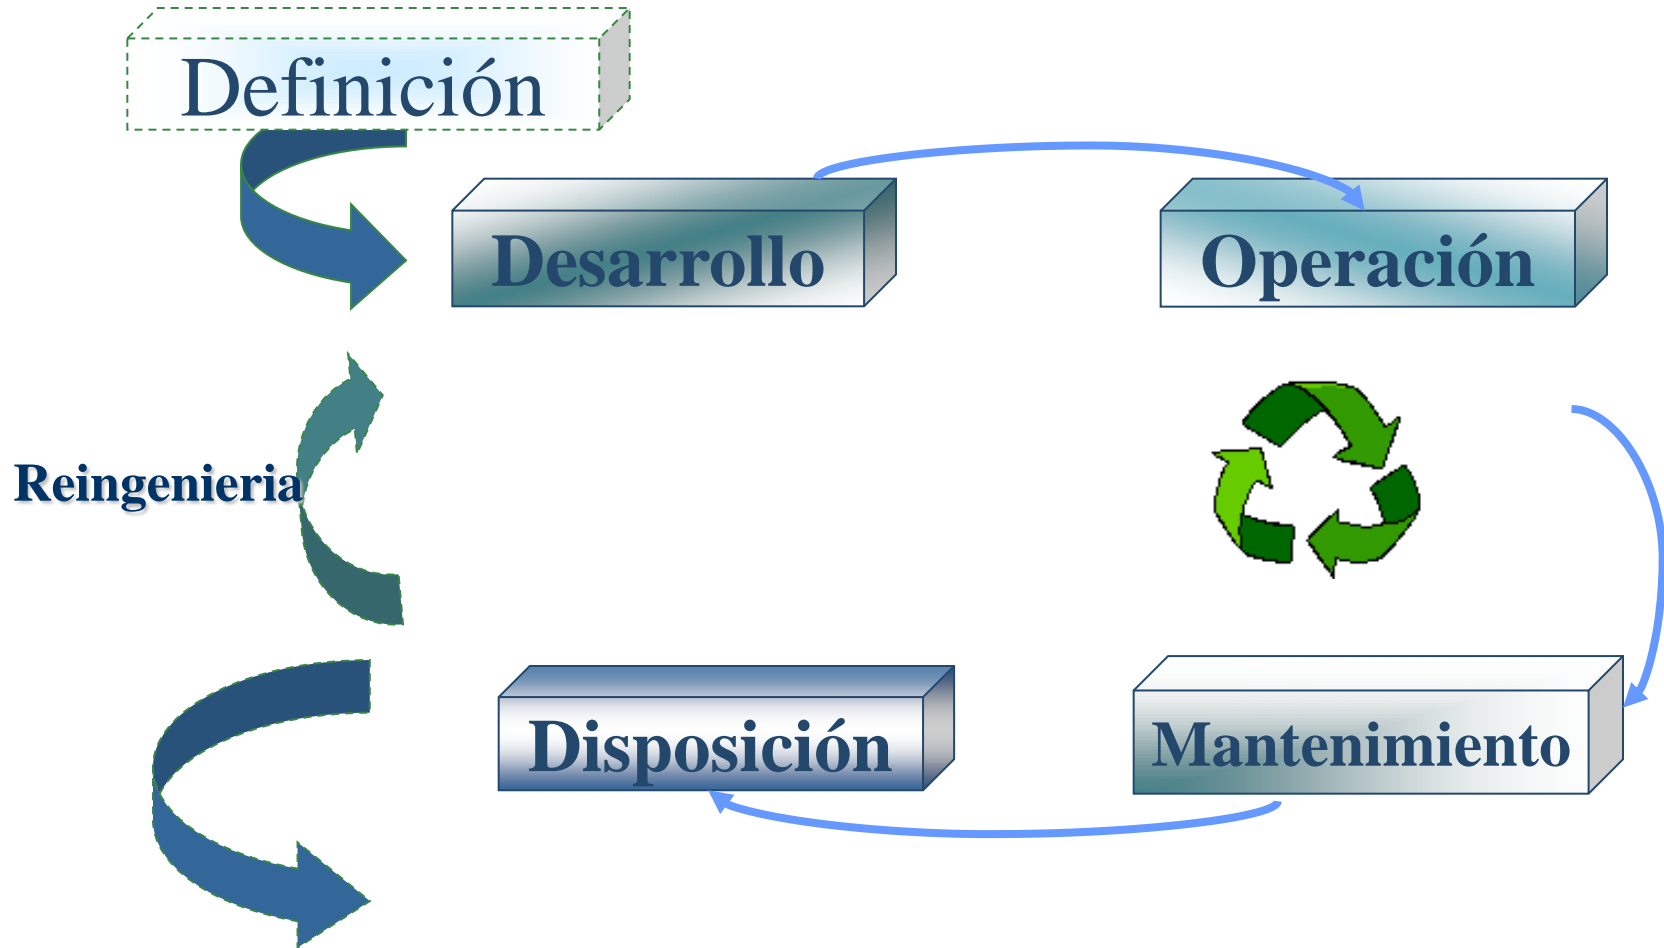 Definición
Desarrollo
Operación
Reingenieria
Disposición
Mantenimiento